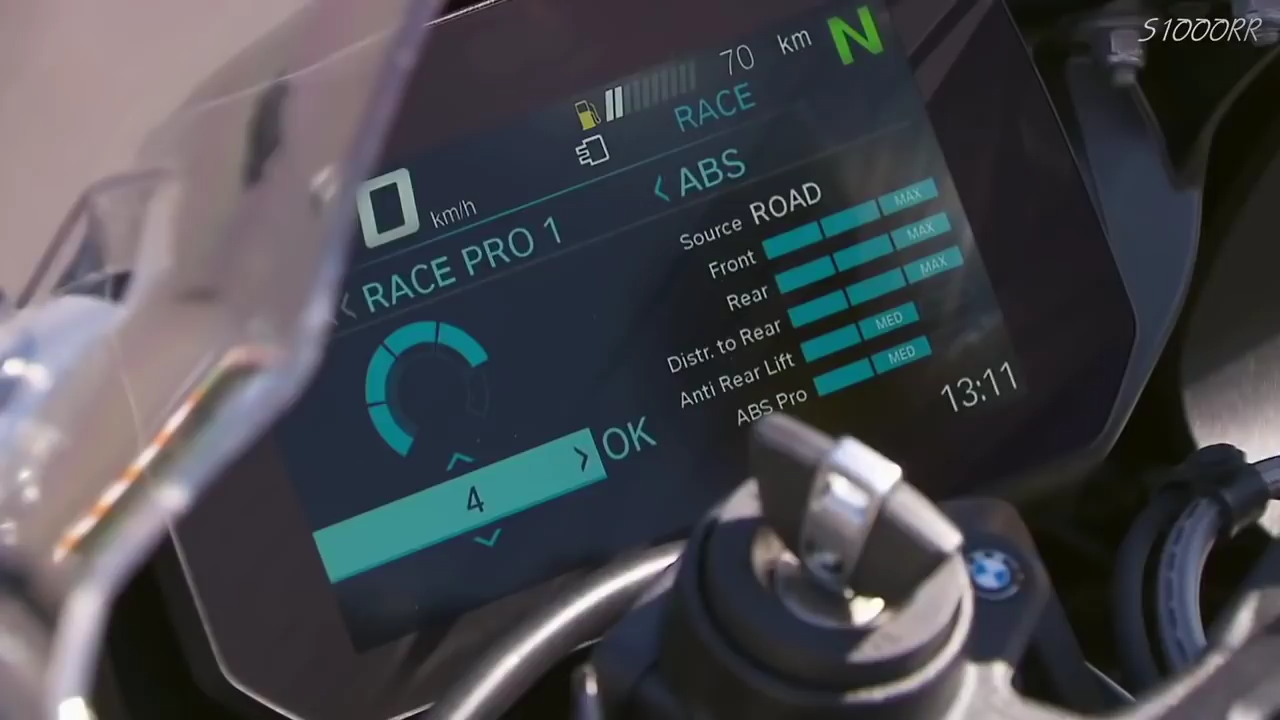 S1000RR
70 km N
RACE
0 km/h
ABS
RACE PRO 1
Source ROAD
Front MAX
Rear MAX
Distr. to Rear MAX
Anti Rear Lift MED
ABS Pro MED
13:11
OK
4